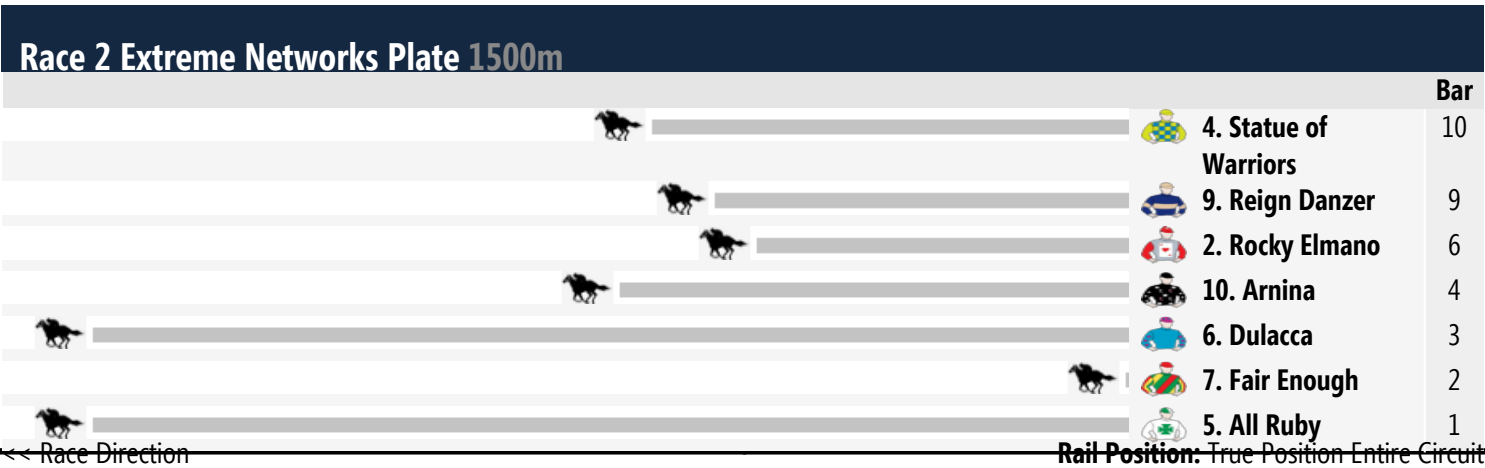 Race 2 Extreme Networks Plate 1500m
Bar
4. Statue of Warriors 10
9. Reign Danzer 9
2. Rocky Elmano 6
10. Arnina 4
6. Dulacca 3
7. Fair Enough 2
5. All Ruby 1
<< Race Direction Rail Position: True Position Entire Circuit